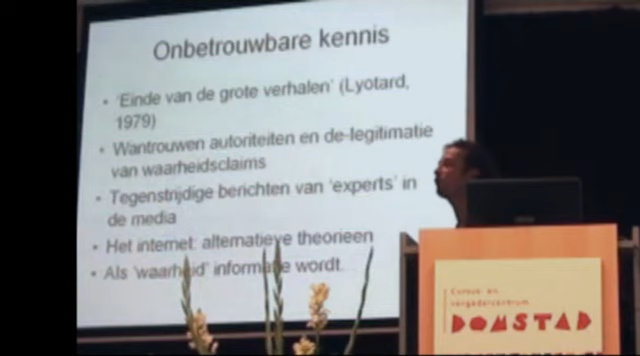 Onbetrouwbare kennis
• 'Einde van de grote verhalen' (Lyotard,
1979)
• Wantrouwen autoriteiten en de-legitimatie
van waarheidsclaims
• Tegenstrijdige berichten van 'experts' in
de media
• Het internet: alternatieve theorieen
• Als 'waarheid' informatie wordt...
Cursus- en
vergadercentrum
DOMSTAD